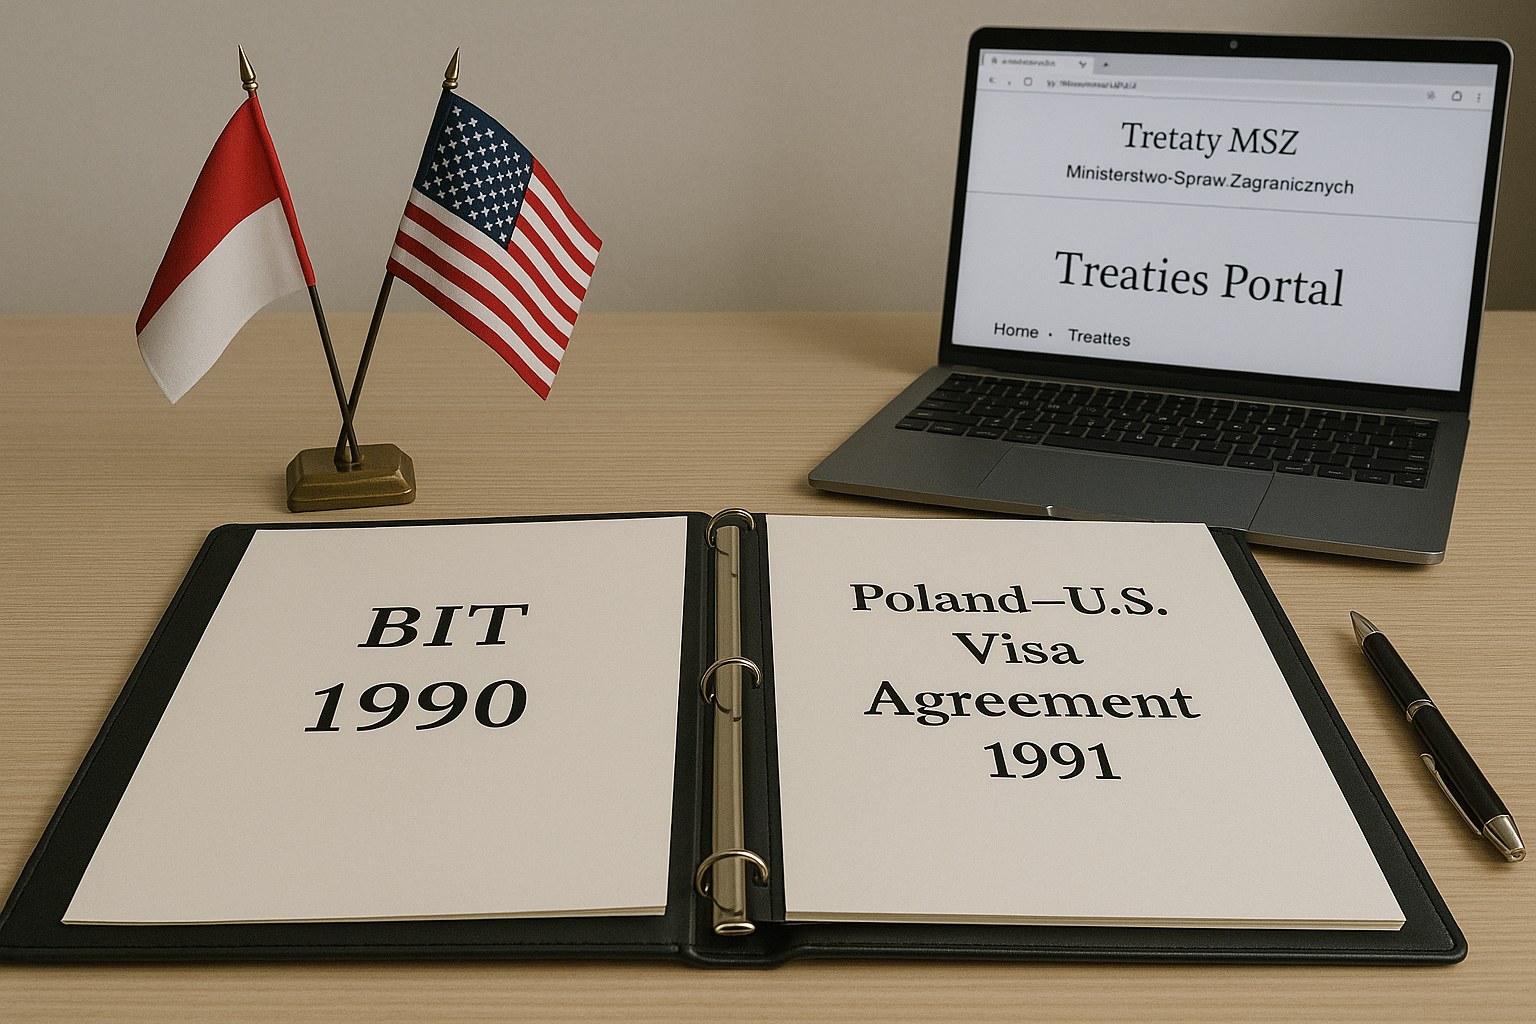 Tretaty MSZ
Ministerstwo-Spraw.Zagranicznych
Treaties Portal
Home · Treattes
BIT
1990
Poland–U.S.
Visa
Agreement
1991